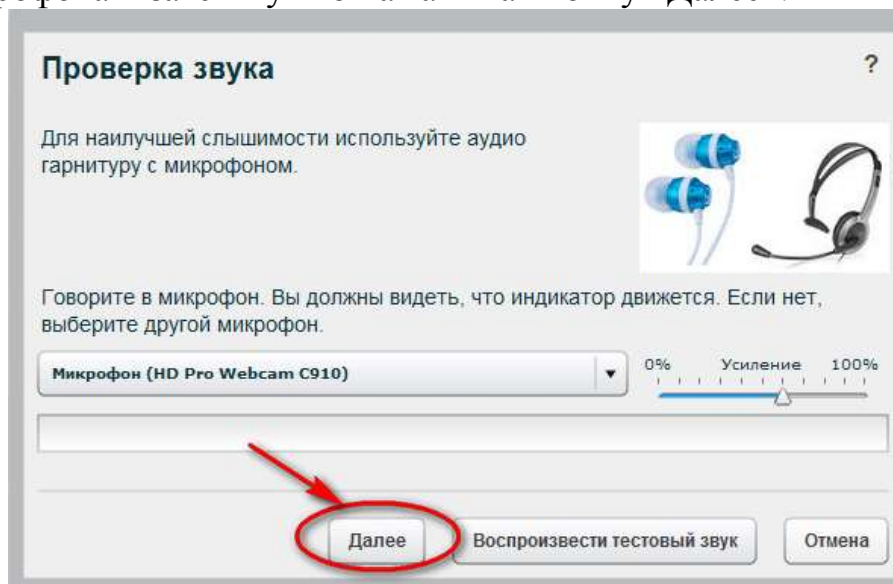 Проверка звука
?
Для наилучшей слышимости используйте аудио
гарнитуру с микрофоном.
Говорите в микрофон. Вы должны видеть, что индикатор движется. Если нет,
выберите другой микрофон.
Микрофон (HD Pro Webcam C910)
0% Усиление 100%
Далее Воспроизвести тестовый звук Отмена